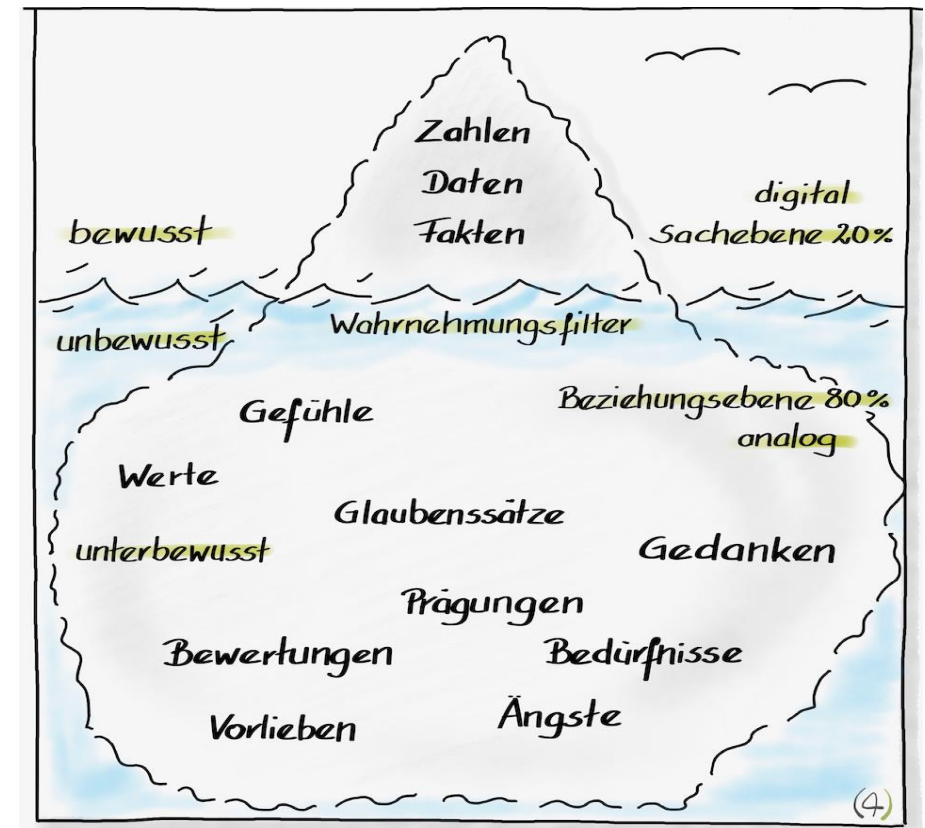 Zahlen
Daten
Fakten
digital
bewusst
Sachebene 20%
unbewusst
Wahrnehmungsfilter
Gefühle
Beziehungsebene 80%
analog
Werte
Glaubenssätze
unterbewusst
Gedanken
Prägungen
Bewertungen
Bedürfnisse
Vorlieben
Ängste
(4)